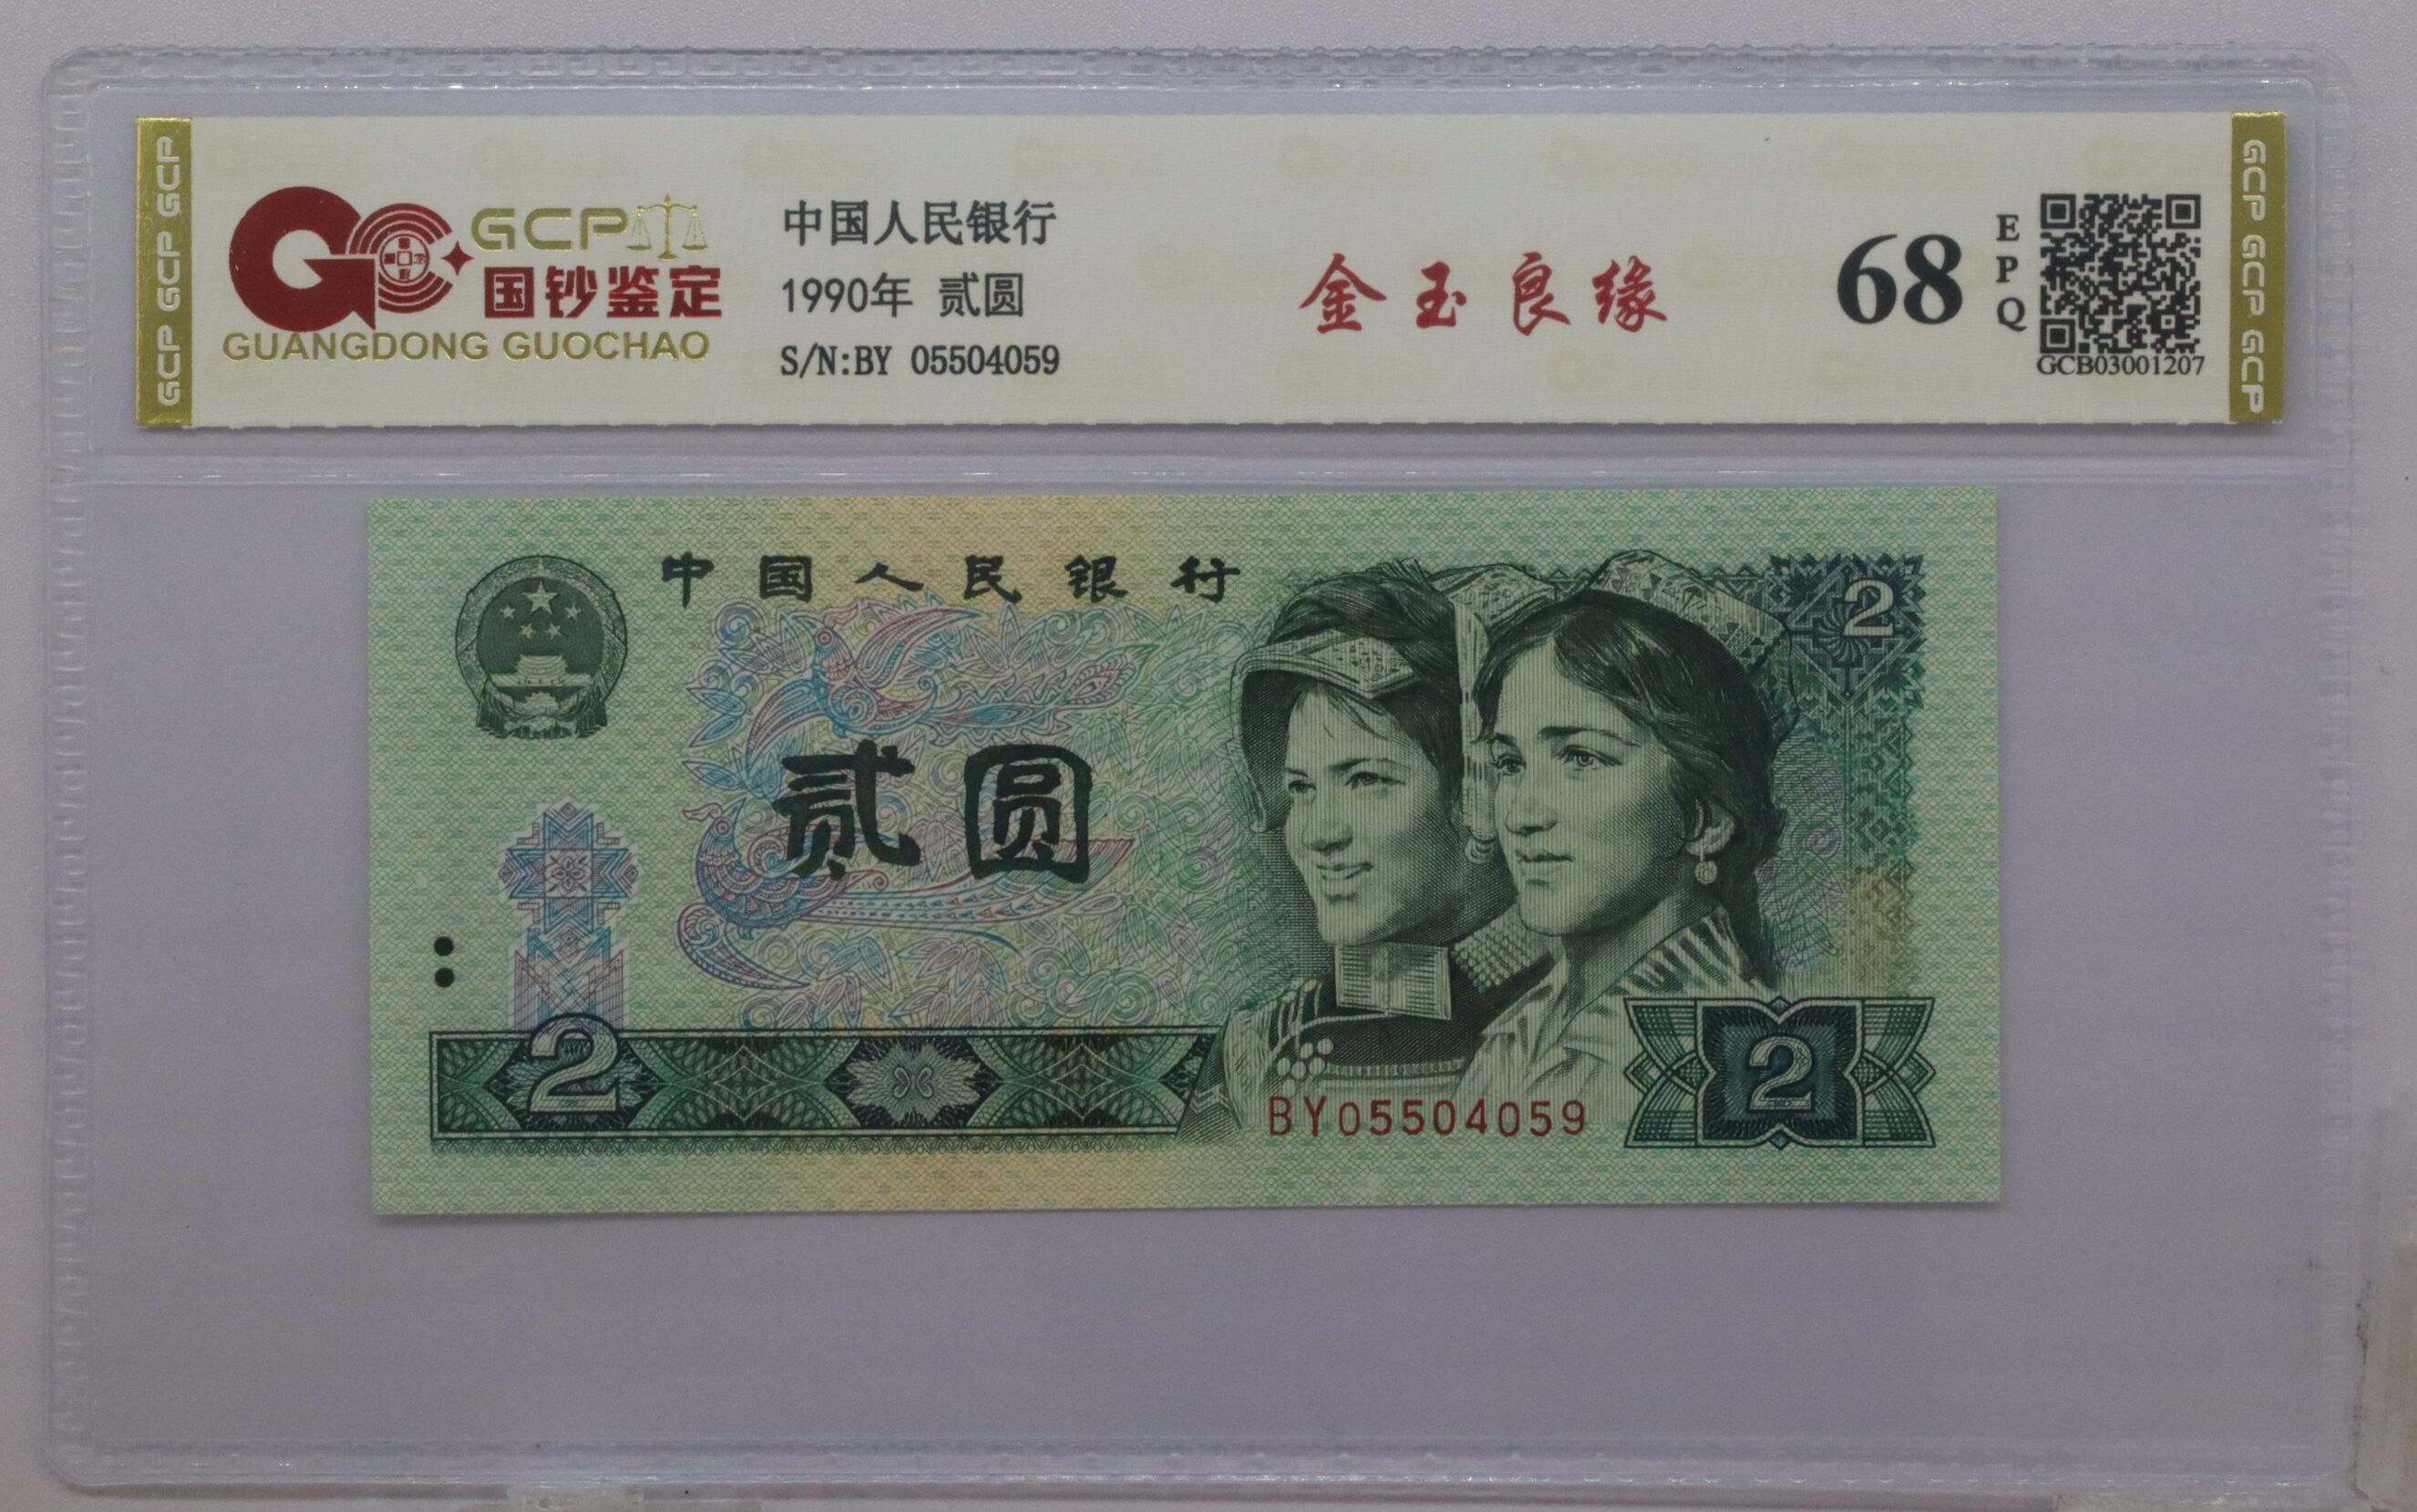 GCP GCP GCP
GCP
国钞鉴定
GUANGDONG GUOCHAO
中国人民银行
1990年 贰圆
S/N:BY 05504059
金玉良缘
68
EPQ
GCB03001207
GCP GCP GCP
中国人民银行
2
贰圆
2
BY05504059
2